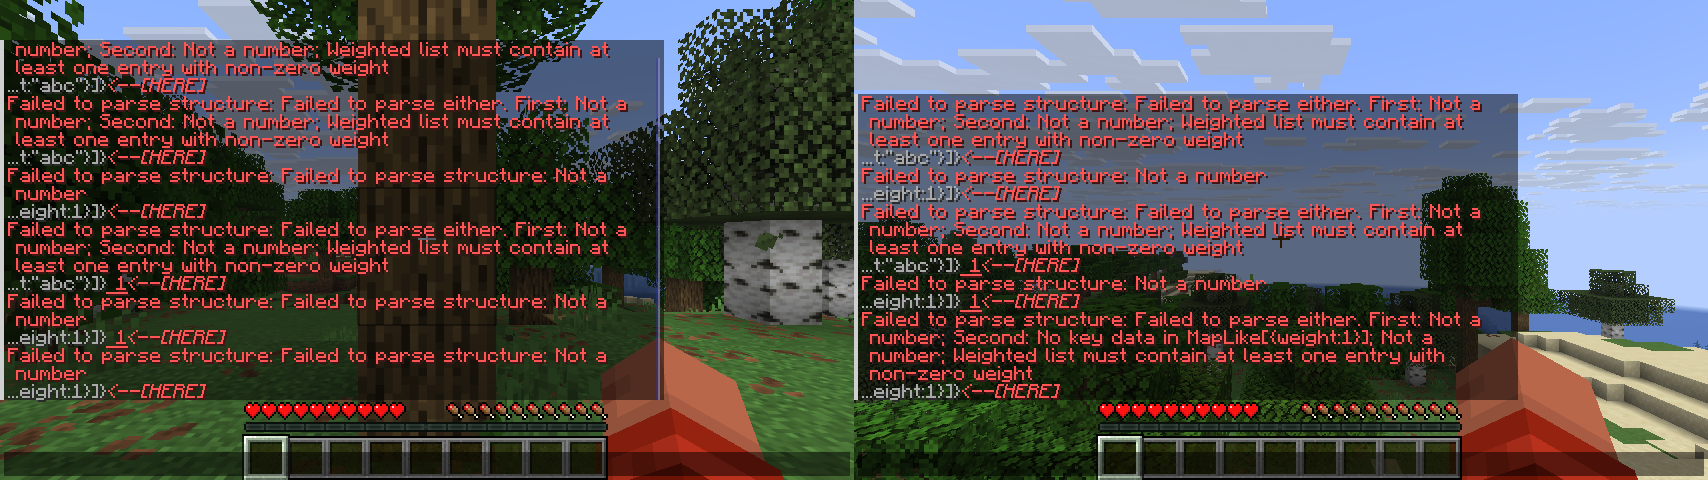 number; Second: Not a number; Weighted list must contain at
least one entry with non-zero weight
...t:"abc"}]}<--[HERE]
Failed to parse structure: Failed to parse either. First: Not a
number; Second: Not a number; Weighted list must contain at
least one entry with non-zero weight
...t:"abc"}]}<--[HERE]
Failed to parse structure: Failed to parse structure: Not a
number
...eight:1}]}<--[HERE]
Failed to parse structure: Failed to parse either. First: Not a
number; Second: Not a number; Weighted list must contain at
least one entry with non-zero weight
...t:"abc"}]} 1<--[HERE]
Failed to parse structure: Failed to parse structure: Not a
number
...eight:1}]} 1<--[HERE]
Failed to parse structure: Failed to parse structure: Not a
number
...eight:1}]}<--[HERE]
Failed to parse structure: Failed to parse either. First: Not a
number; Second: Not a number; Weighted list must contain at
least one entry with non-zero weight
...t:"abc"}]}<--[HERE]
Failed to parse structure: Not a number
...eight:1}]}<--[HERE]
Failed to parse structure: Failed to parse either. First: Not a
number; Second: Not a number; Weighted list must contain at
least one entry with non-zero weight
...t:"abc"}]} 1<--[HERE]
Failed to parse structure: Not a number
...eight:1}]} 1<--[HERE]
Failed to parse structure: Failed to parse either. First: Not a
number; Second: No key data in MapLike[{weight:1}]; Not a
number; Weighted list must contain at least one entry with
non-zero weight
...eight:1}]}<--[HERE]